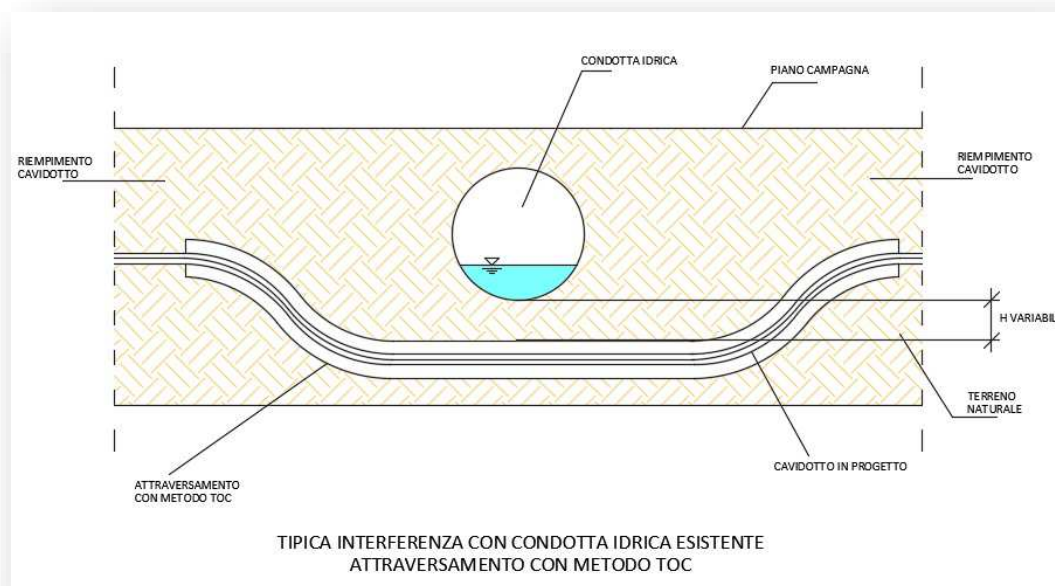 CONDOTTA IDRICA
PIANO CAMPAGNA
RIEMPIMENTO
CAVIDOTTO
RIEMPIMENTO
CAVIDOTTO
H VARIABIL
TERRENO
NATURALE
CAVIDOTTO IN PROGETTO
ATTRAVERSAMENTO
CON METODO TOC
TIPICA INTERFERENZA CON CONDOTTA IDRICA ESISTENTE
ATTRAVERSAMENTO CON METODO TOC